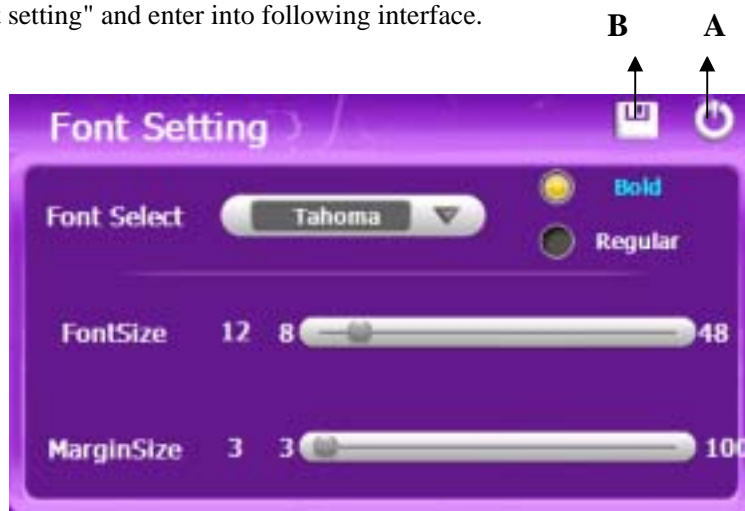 setting" and enter into following interface.
B A
Font Setting
Bold
Font Select Tahoma
Regular
FontSize 12 8 48
MarginSize 3 3 100